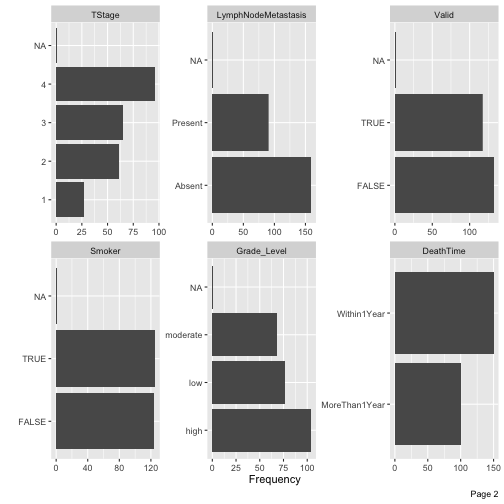 TStage
NA
4
3
2
1
0 25 50 75 100
LymphNodeMetastasis
NA
Present
Absent
0 50 100 150
Valid
NA
TRUE
FALSE
0 50 100
Smoker
NA
TRUE
FALSE
0 40 80 120
Grade_Level
NA
moderate
low
high
0 25 50 75 100
DeathTime
Within1Year
MoreThan1Year
0 50 100 150
Frequency
Page 2